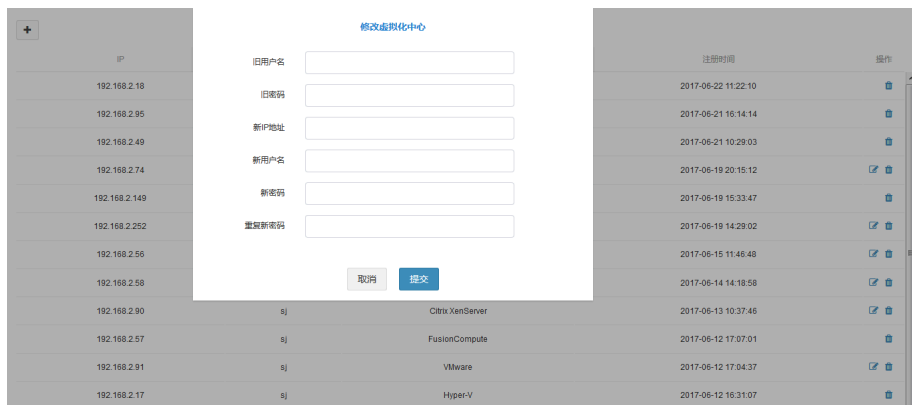 +
修改虚拟化中心
旧用户名
旧密码
新IP地址
新用户名
新密码
重复新密码
取消 提交
IP 注册时间 操作
192.168.2.18 2017-06-22 11:22:10
192.168.2.95 2017-06-21 16:14:14
192.168.2.49 2017-06-21 10:29:03
192.168.2.74 2017-06-19 20:15:12
192.168.2.149 2017-06-19 15:33:47
192.168.2.252 2017-06-19 14:29:02
192.168.2.56 2017-06-15 11:46:48
192.168.2.58 2017-06-14 14:18:58
192.168.2.90 sj Citrix XenServer 2017-06-13 10:37:46
192.168.2.57 sj FusionCompute 2017-06-12 17:07:01
192.168.2.91 sj VMware 2017-06-12 17:04:37
192.168.2.17 sj Hyper-V 2017-06-12 16:31:07